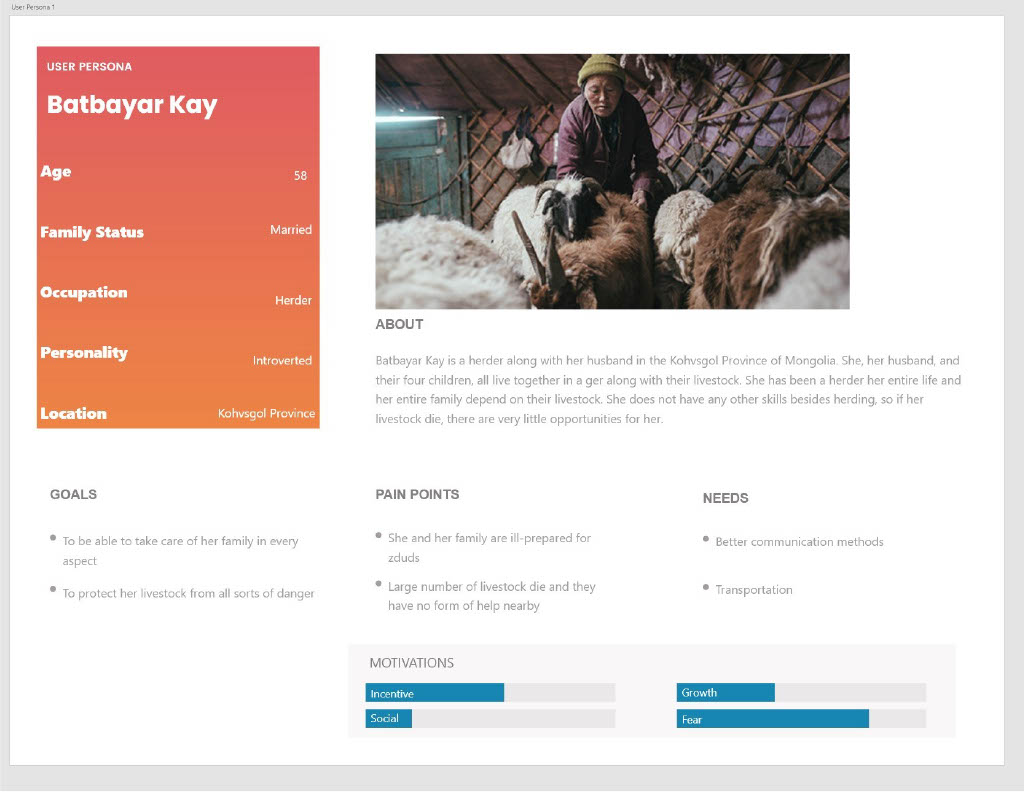 User Persona 1
USER PERSONA
Batbayar Kay
Age
58
Family Status
Married
Occupation
Herder
Personality
Introverted
Location
Kohvsgol Province
ABOUT
Batbayar Kay is a herder along with her husband in the Kohvsgol Province of Mongolia. She, her husband, and
their four children, all live together in a ger along with their livestock. She has been a herder her entire life and
her entire family depend on their livestock. She does not have any other skills besides herding, so if her
livestock die, there are very little opportunities for her.
GOALS
To be able to take care of her family in every
aspect
To protect her livestock from all sorts of danger
PAIN POINTS
She and her family are ill-prepared for
zduds
Large number of livestock die and they
have no form of help nearby
NEEDS
Better communication methods
Transportation
MOTIVATIONS
Incentive
Social
Growth
Fear